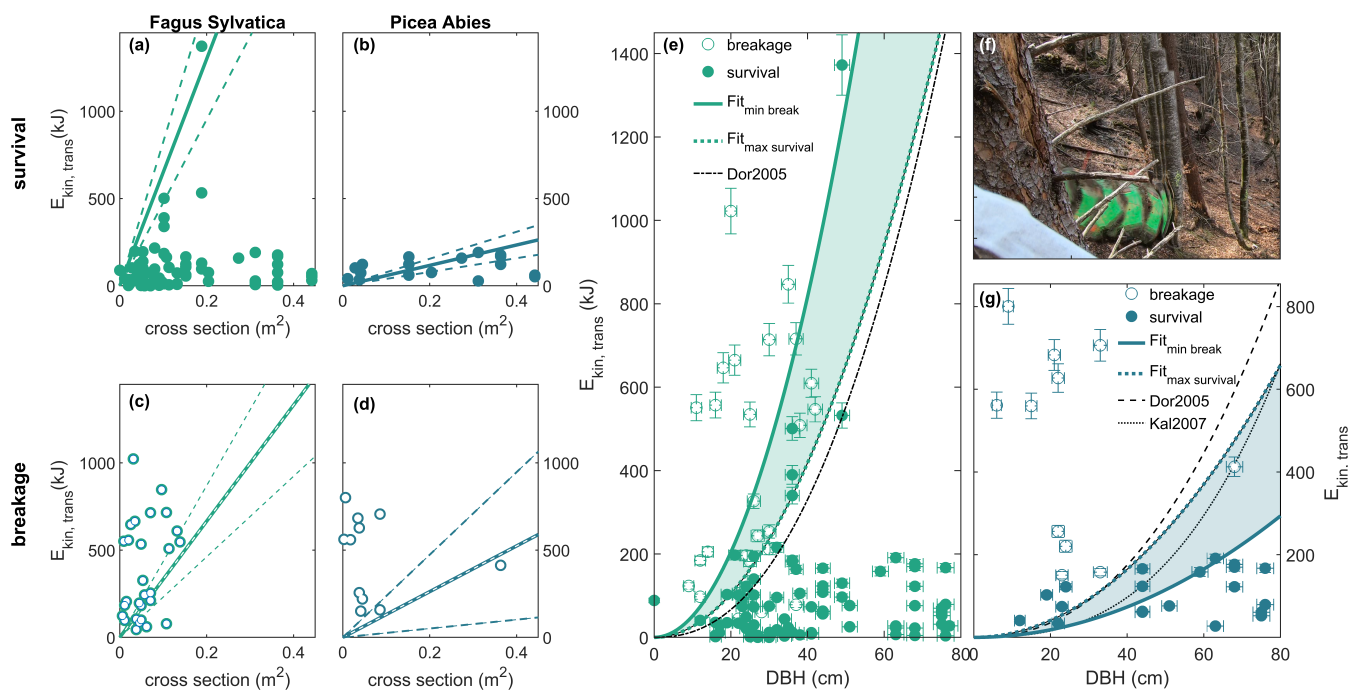 Fagus Sylvatica
Picea Abies
survival
breakage
(a)
E_kin, trans (kJ)
1000
500
0
0 0.2 0.4
cross section (m²)
(b)
1000
500
0
0 0.2 0.4
cross section (m²)
(c)
E_kin, trans (kJ)
1000
500
0
0 0.2 0.4
cross section (m²)
(d)
1000
500
0
0 0.2 0.4
cross section (m²)
(e)
breakage
survival
Fit_min break
Fit_max survival
Dor2005
E_kin, trans (kJ)
1400
1200
1000
800
600
400
200
0
0 20 40 60 80
DBH (cm)
(f)
(g)
breakage
survival
Fit_min break
Fit_max survival
Dor2005
Kal2007
800
600
400
200
0
E_kin. trans
0 20 40 60 80
DBH (cm)